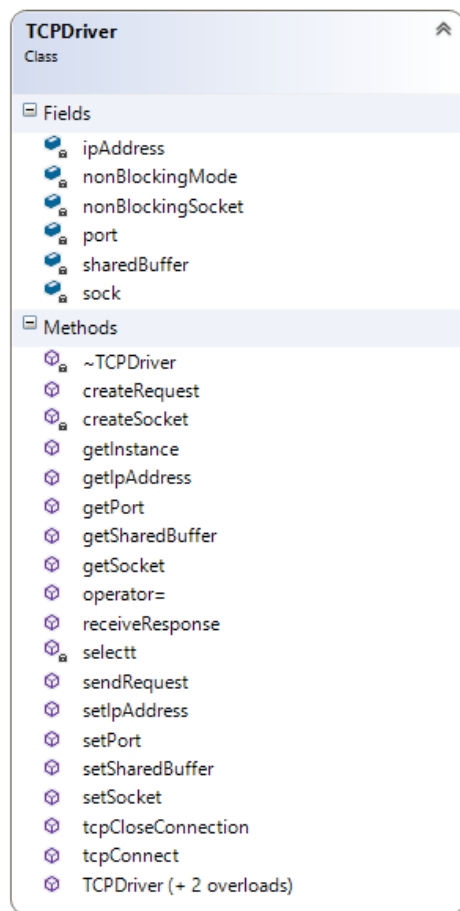 TCPDriver
Class
Fields
ipAddress
nonBlockingMode
nonBlockingSocket
port
sharedBuffer
sock
Methods
~TCPDriver
createRequest
createSocket
getInstance
getIpAddress
getPort
getSharedBuffer
getSocket
operator=
receiveResponse
selectt
sendRequest
setIpAddress
setPort
setSharedBuffer
setSocket
tcpCloseConnection
tcpConnect
TCPDriver (+ 2 overloads)